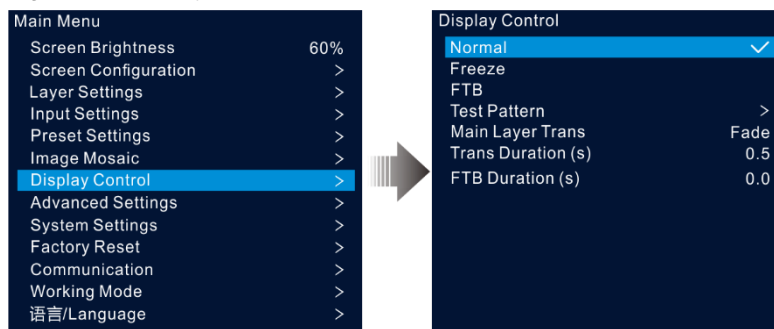 Main Menu
Screen Brightness 60%
Screen Configuration >
Layer Settings >
Input Settings >
Preset Settings >
Image Mosaic >
Display Control >
Advanced Settings >
System Settings >
Factory Reset >
Communication >
Working Mode >
语言/Language >
Display Control
Normal ✓
Freeze
FTB
Test Pattern >
Main Layer Trans Fade
Trans Duration (s) 0.5
FTB Duration (s) 0.0